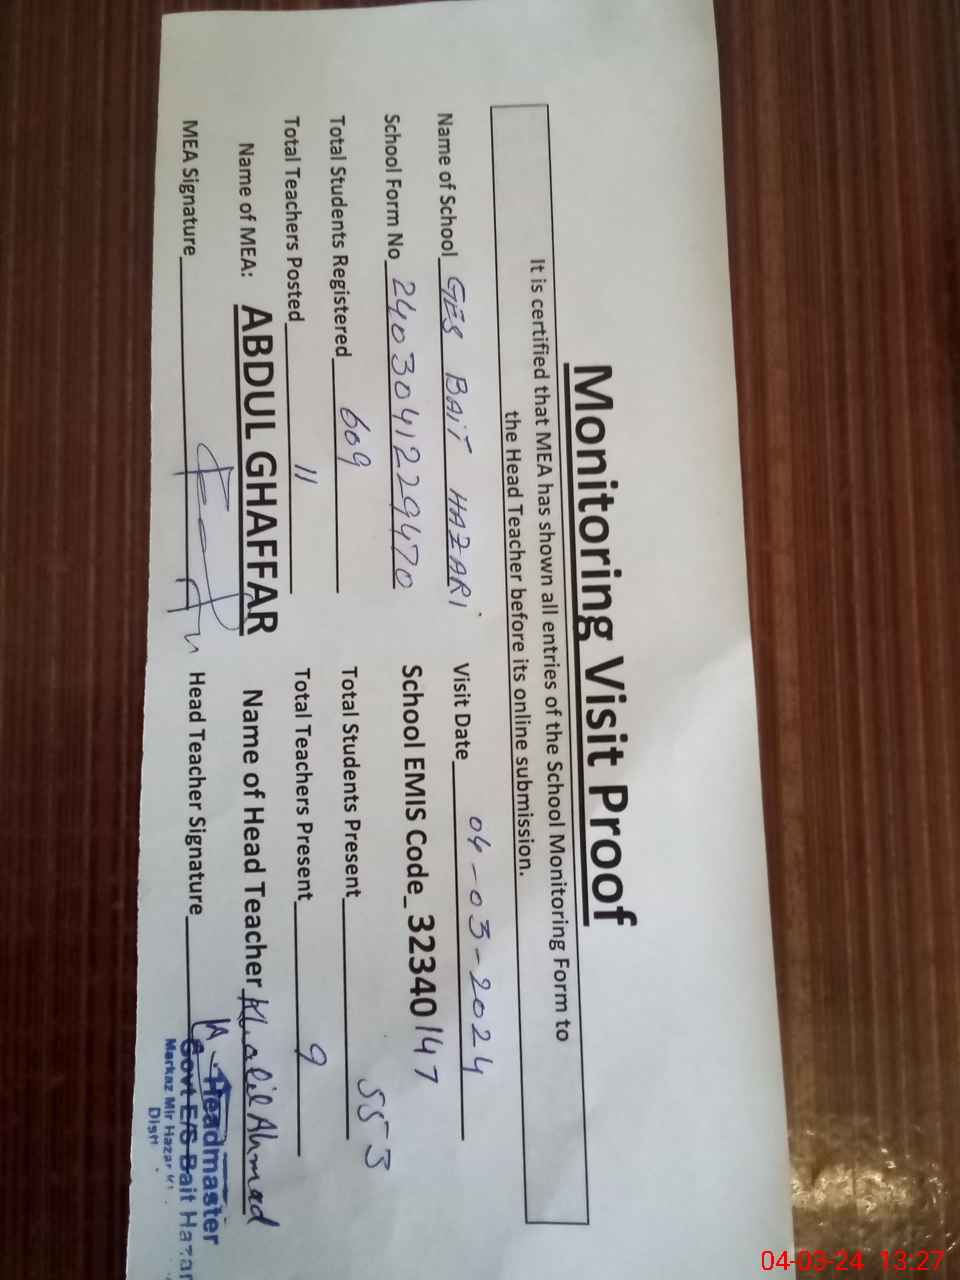 Monitoring Visit Proof
It is certified that MEA has shown all entries of the School Monitoring Form to
the Head Teacher before its online submission.
Name of School GES BAIT HAZARI Visit Date 04-03-2024
School Form No 2403041229470 School EMIS Code 32340147
Total Students Registered 609 Total Students Present 553
Total Teachers Posted 11 Total Teachers Present 9
Name of MEA: ABDUL GHAFFAR Name of Head Teacher Khalil Ahmad
MEA Signature Head Teacher Signature
Headmaster
Govt E/S Bait Hazar
Markaz Mir Hazar
Distt
04-03-24 13:27